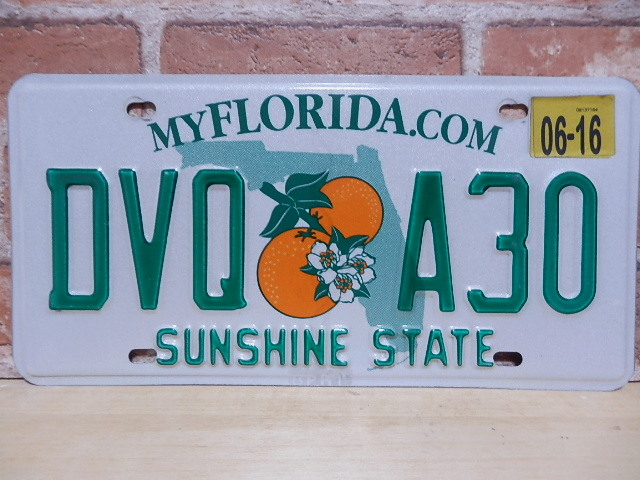 MYFLORIDA.COM
06-16
DVQ A30
SUNSHINE STATE